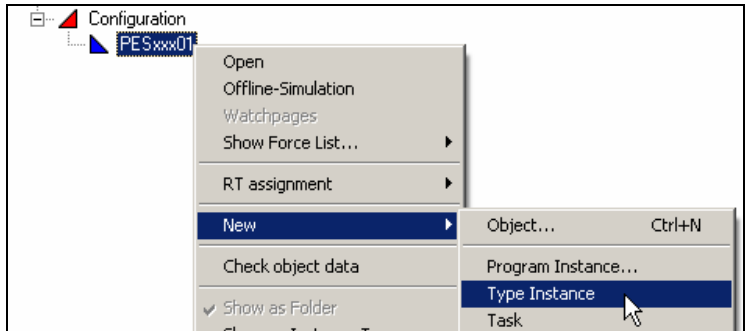 Configuration
PESxxx01
Open
Offline-Simulation
Watchpages
Show Force List...
RT assignment
New
Object... Ctrl+N
Check object data
Program Instance...
Type Instance
Show as Folder
Task